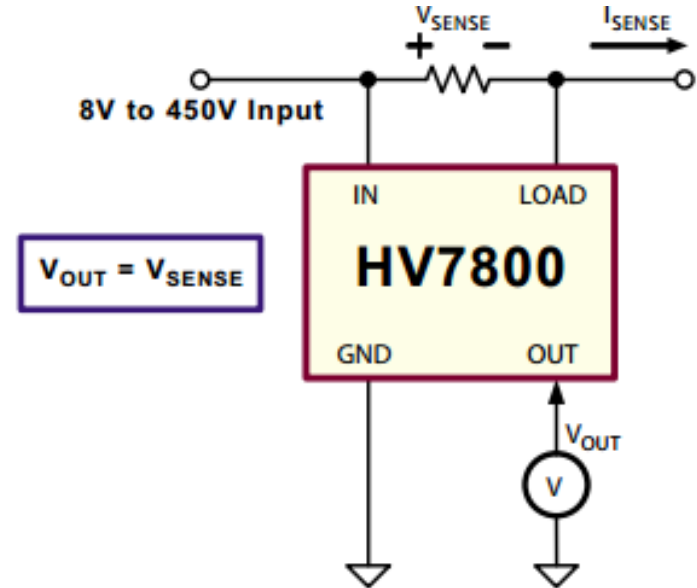 VSENSE
ISENSE
+ −
8V to 450V Input
IN LOAD
HV7800
VOUT = VSENSE
GND OUT
VOUT
V